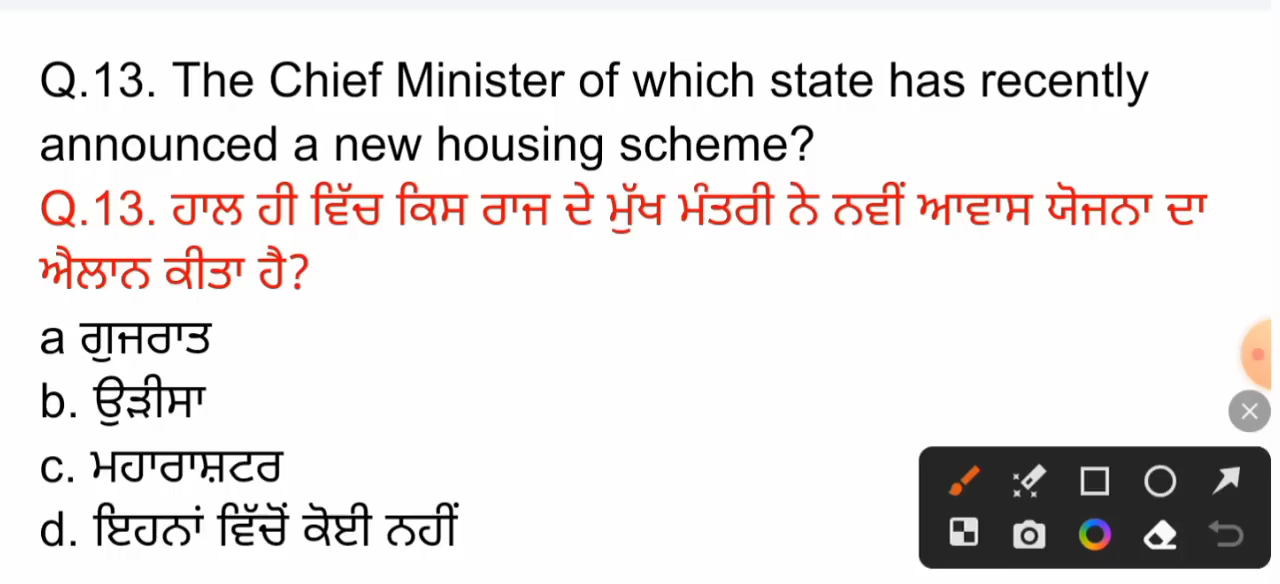 Q.13. The Chief Minister of which state has recently
announced a new housing scheme?
Q.13. ਹਾਲ ਹੀ ਵਿੱਚ ਕਿਸ ਰਾਜ ਦੇ ਮੁੱਖ ਮੰਤਰੀ ਨੇ ਨਵੀਂ ਆਵਾਸ ਯੋਜਨਾ ਦਾ
ਐਲਾਨ ਕੀਤਾ ਹੈ?
a ਗੁਜਰਾਤ
b. ਉੜੀਸਾ
c. ਮਹਾਰਾਸ਼ਟਰ
d. ਇਹਨਾਂ ਵਿੱਚੋਂ ਕੋਈ ਨਹੀਂ